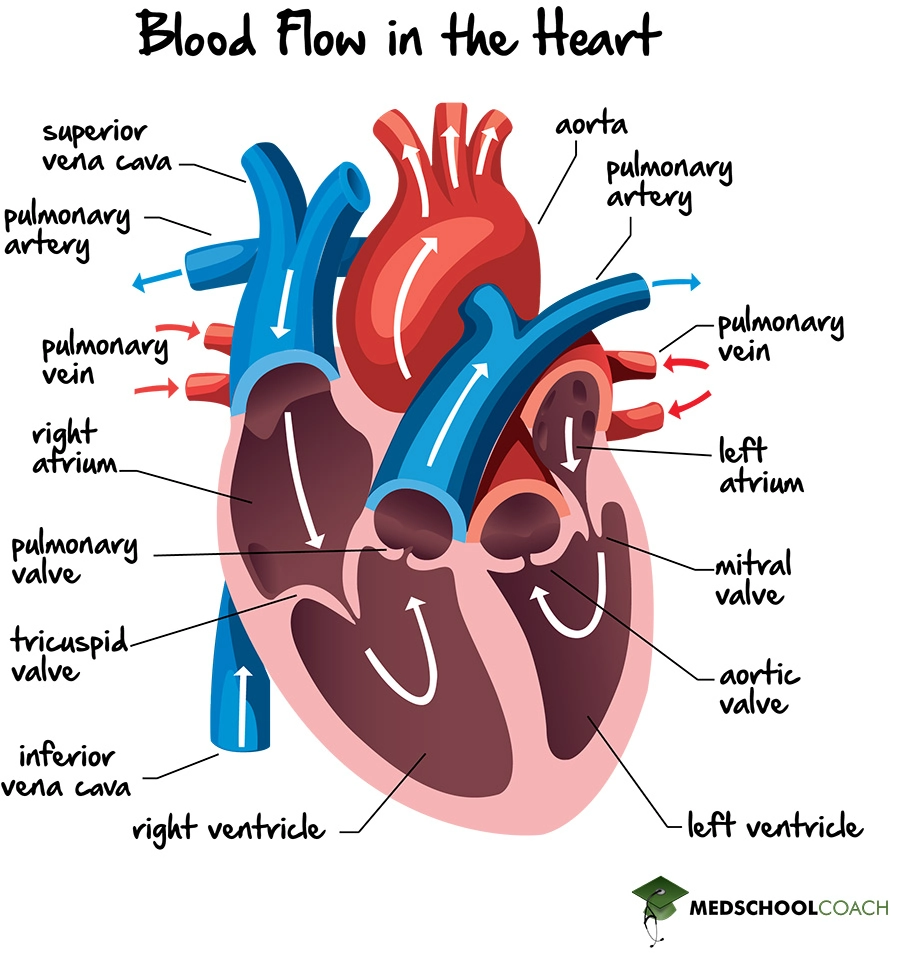 Blood Flow in the Heart
superior
vena cava
aorta
pulmonary
artery
pulmonary
artery
pulmonary
vein
pulmonary
vein
right
atrium
left
atrium
pulmonary
valve
mitral
valve
tricuspid
valve
aortic
valve
inferior
vena cava
right ventricle
left ventricle
MEDSCHOOLCOACH